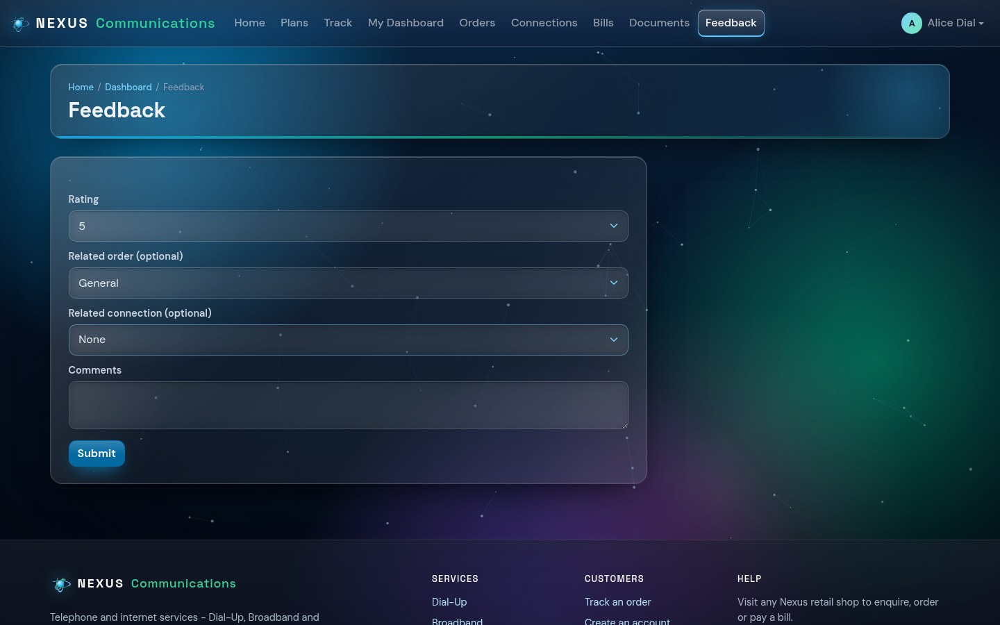 NEXUS Communications Home Plans Track My Dashboard Orders Connections Bills Documents Feedback A Alice Dial
Home / Dashboard / Feedback
Feedback
Rating
5
Related order (optional)
General
Related connection (optional)
None
Comments
Submit
NEXUS Communications
Telephone and internet services – Dial-Up, Broadband and
SERVICES
Dial-Up
Broadband
CUSTOMERS
Track an order
Create an account
HELP
Visit any Nexus retail shop to enquire, order
or pay a bill.